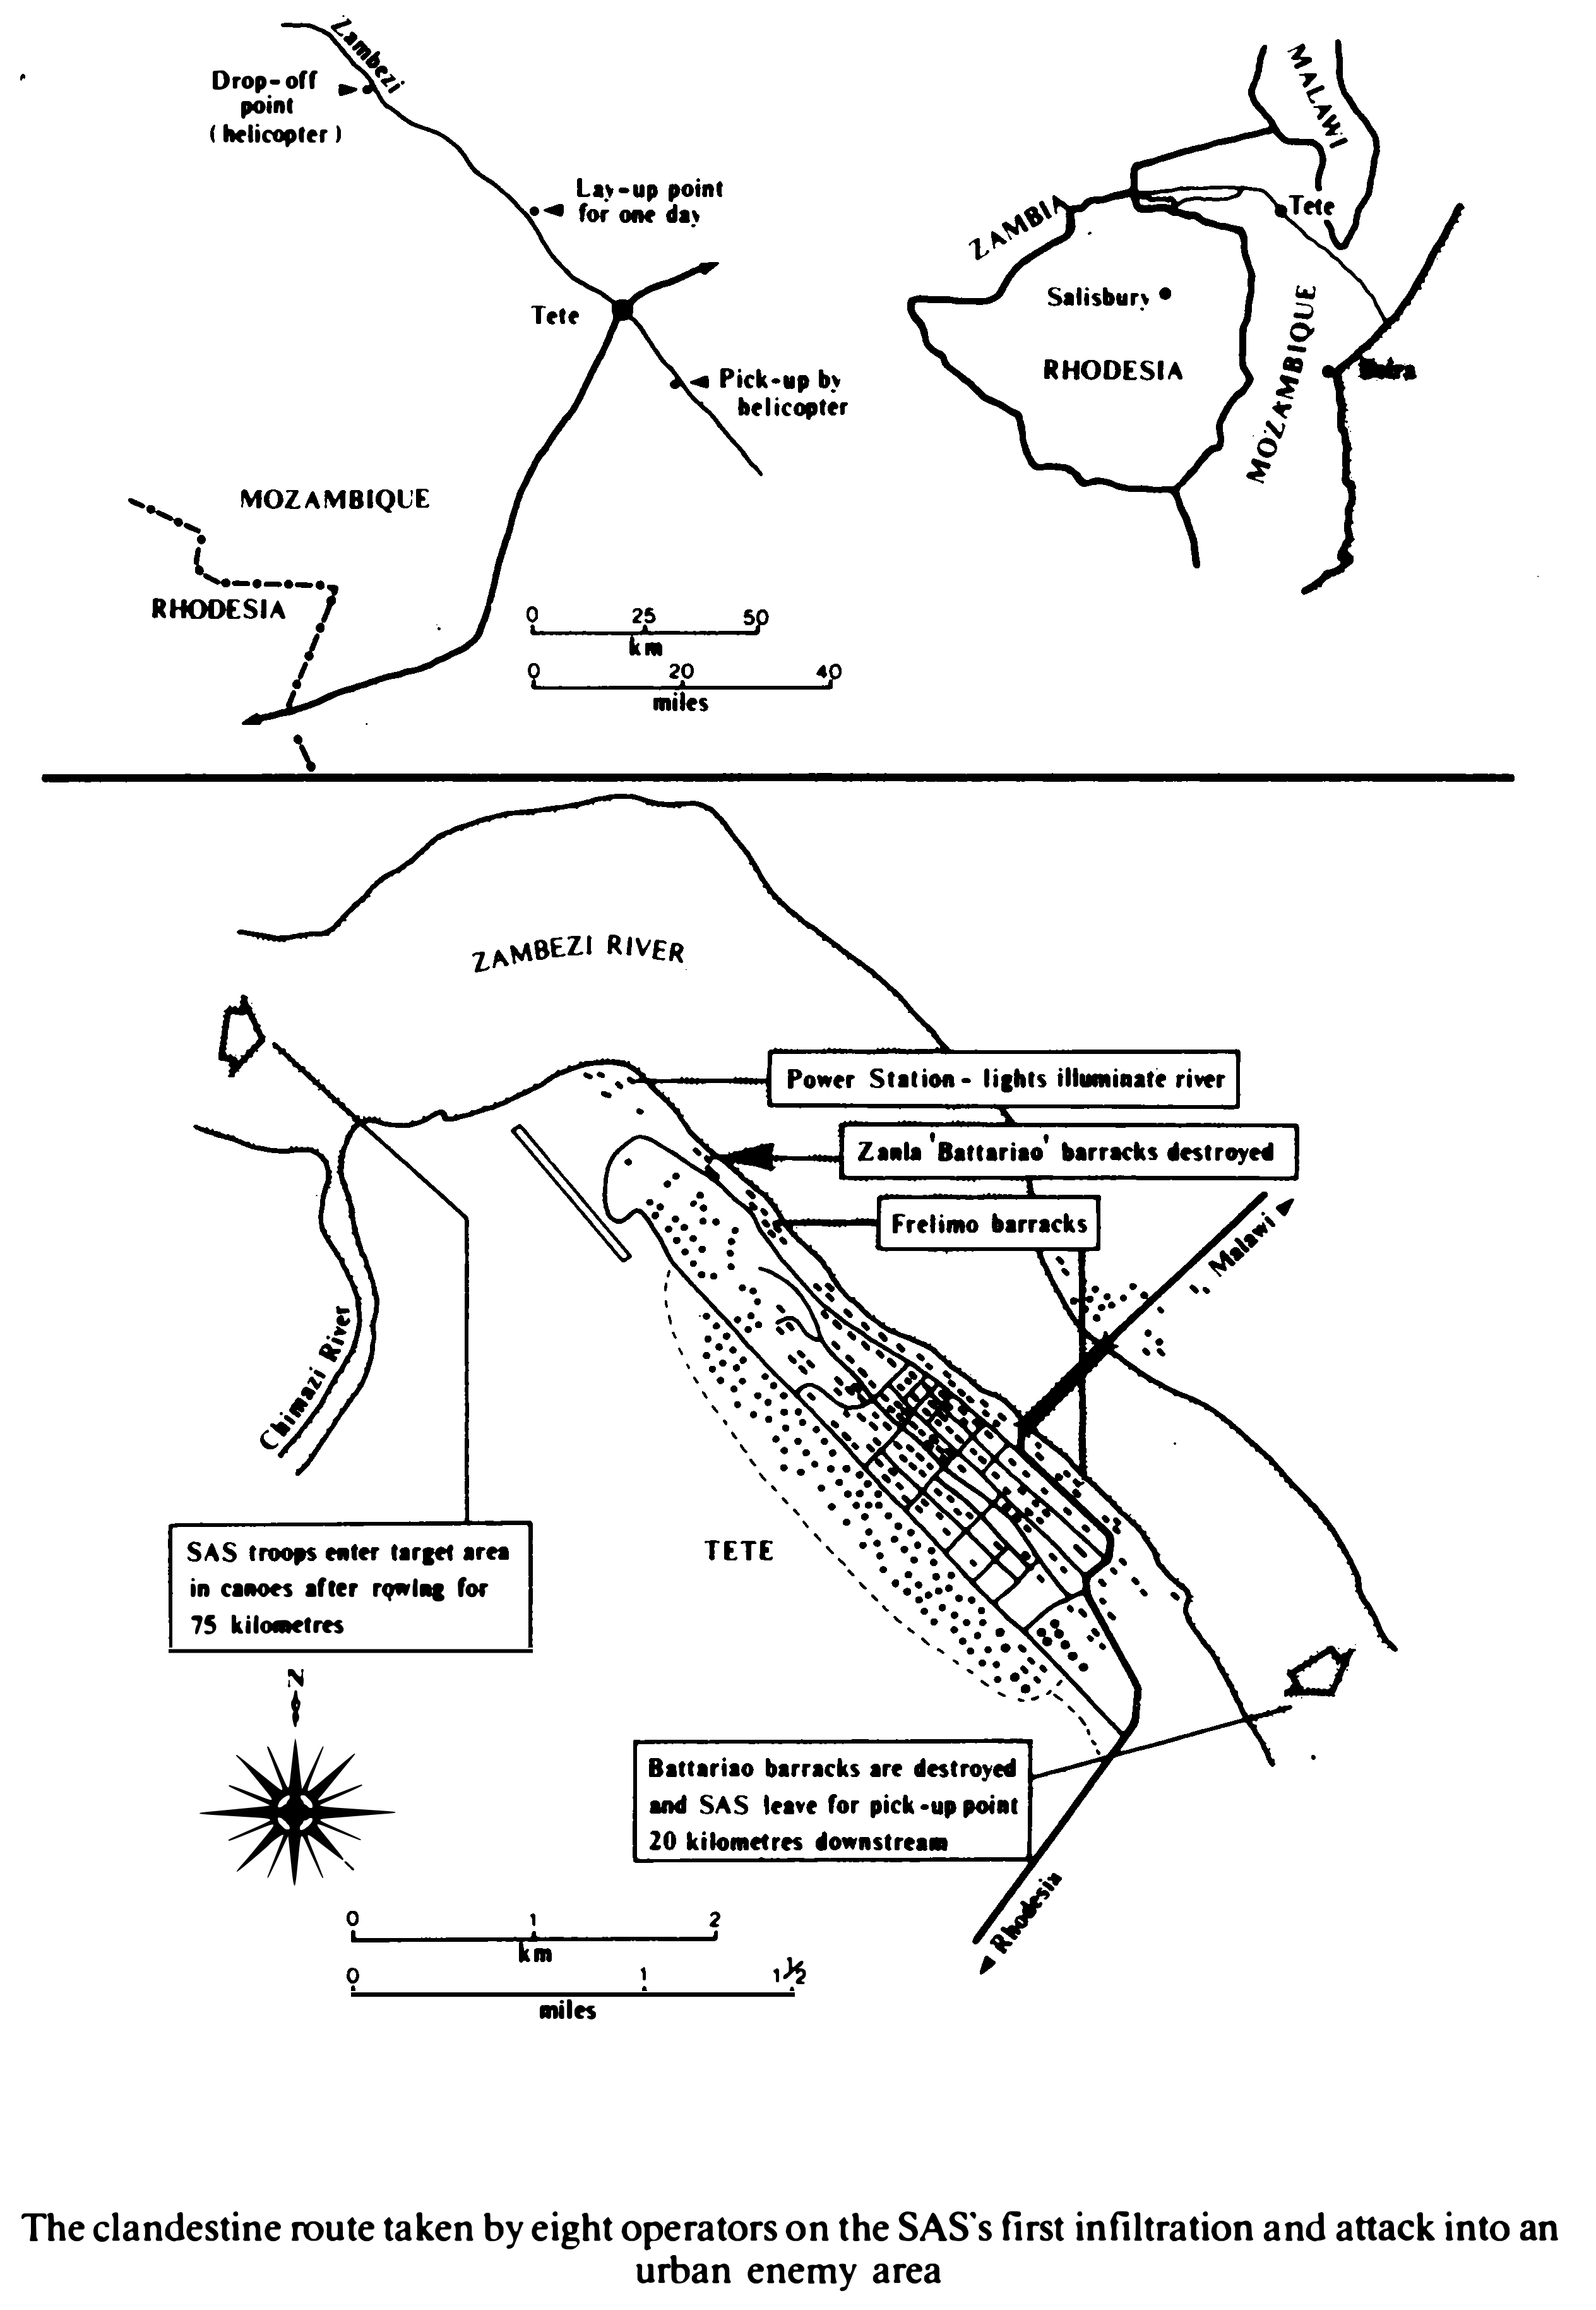 Zambezi
Drop-off
point
(helicopter)
Lay-up point
for one day
Tete
Pick-up by
helicopter
MOZAMBIQUE
RHODESIA
0 25 50
km
0 20 40
miles
MALAWI
ZAMBIA
Tete
Salisbury
RHODESIA
MOZAMBIQUE
ZAMBEZI RIVER
Power Station - lights illuminate river
Zanla 'Battariao' barracks destroyed
Frelimo barracks
Malawi
Chimazi River
TETE
SAS troops enter target area
in canoes after rowing for
75 kilometres
N
Battariao barracks are destroyed
and SAS leave for pick-up point
20 kilometres downstream
Rhodesia
0 1 2
km
0 1 1½
miles
The clandestine route taken by eight operators on the SAS's first infiltration and attack into an
urban enemy area